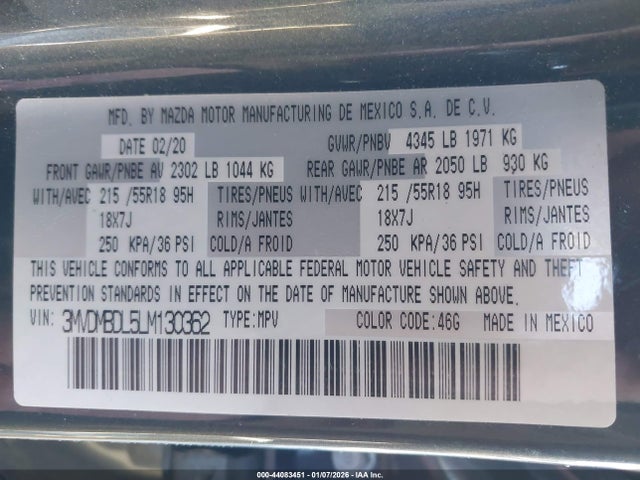 MFD. BY MAZDA MOTOR MANUFACTURING DE MEXICO S.A. DE C.V.
DATE 02/20 GVWR/PNBV 4345 LB 1971 KG
FRONT GAWR/PNBE AV 2302 LB 1044 KG REAR GAWR/PNBE AR 2050 LB 930 KG
WITH/AVEC 215 /55R18 95H TIRES/PNEUS WITH/AVEC 215 /55R18 95H TIRES/PNEUS
18X7J RIMS/JANTES 18X7J RIMS/JANTES
250 KPA/36 PSI COLD/A FROID 250 KPA/36 PSI COLD/A FROID
THIS VEHICLE CONFORMS TO ALL APPLICABLE FEDERAL MOTOR VEHICLE SAFETY AND THEFT
PREVENTION STANDARDS IN EFFECT ON THE DATE OF MANUFACTURE SHOWN ABOVE.
VIN: 3MVDMBDL5LM130362 TYPE:MPV COLOR CODE:46G MADE IN MEXICO
000-44083451 - 01/07/2026 - © IAA Inc.